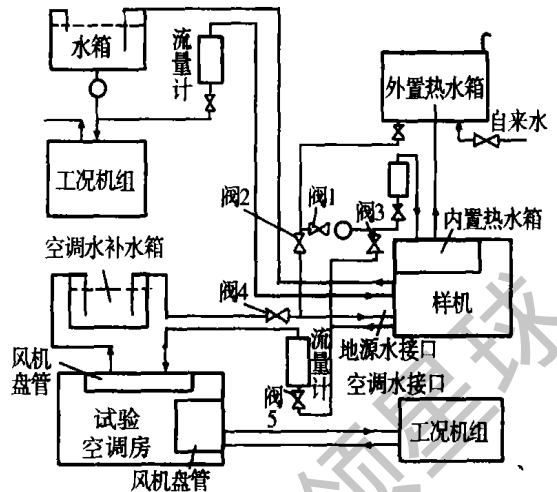 水箱
流量计
外置热水箱
自来水
工况机组
阀2
阀1
阀3
内置热水箱
空调水补水箱
阀4
样机
地源水接口
风机盘管
流量计
空调水接口
阀5
试验空调房
工况机组
风机盘管
领星球